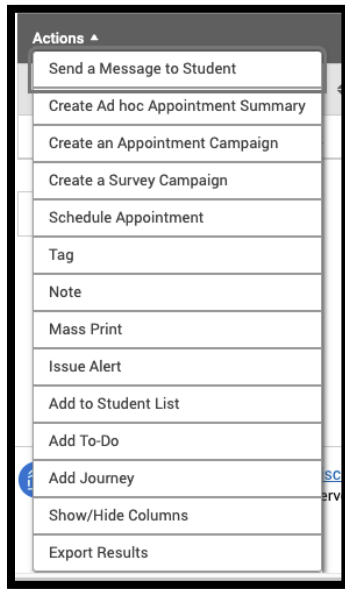 Actions ▲
Send a Message to Student
Create Ad hoc Appointment Summary
Create an Appointment Campaign
Create a Survey Campaign
Schedule Appointment
Tag
Note
Mass Print
Issue Alert
Add to Student List
Add To-Do
Add Journey
Show/Hide Columns
Export Results